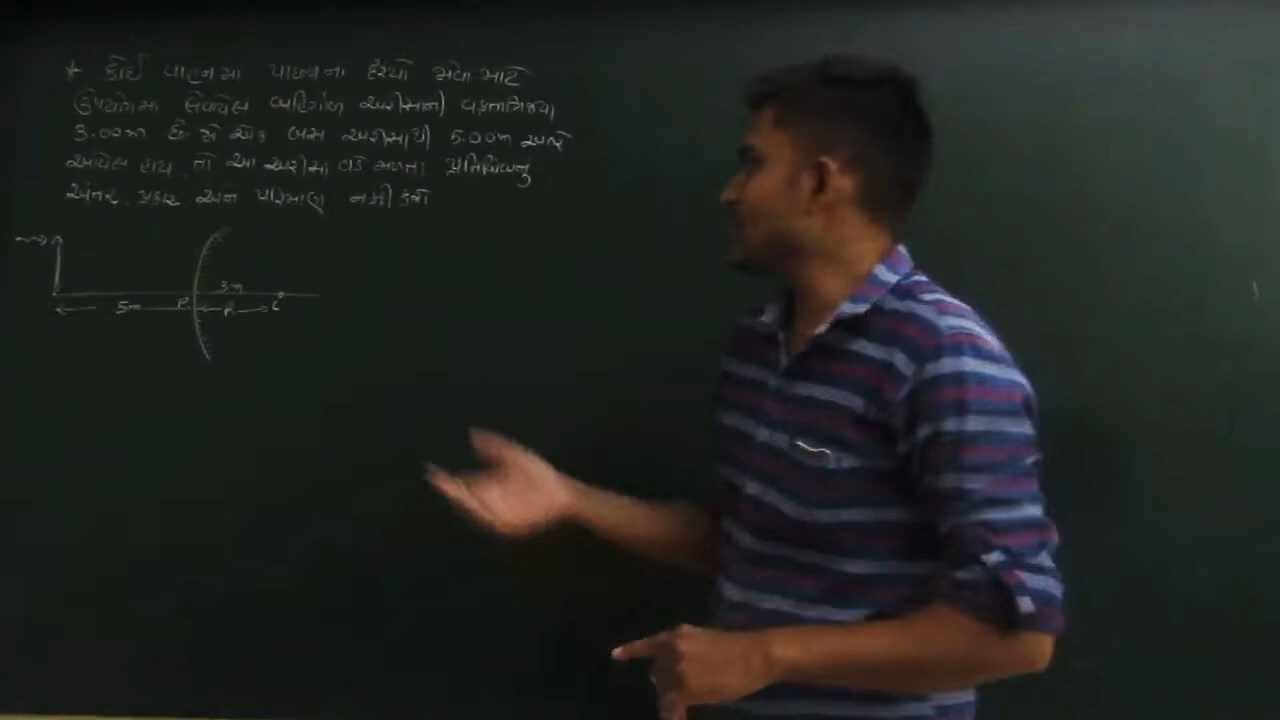 * કોઈ વાહનમા પાછળના દૃશ્યો જોવા માટે
ઉપયોગમા લેવાયેલ બહિર્ગોળ અરીસાની વક્રતાત્રિજ્યા
3.00m છે. જો એક બસ અરીસાથી 5.00m અંતરે
આવેલ હોય તો આ અરીસા વડે મળતા પ્રતિબિંબનુ
અંતર, પ્રકાર અને પરિમાણ નક્કી કરો
3m
5m P R C